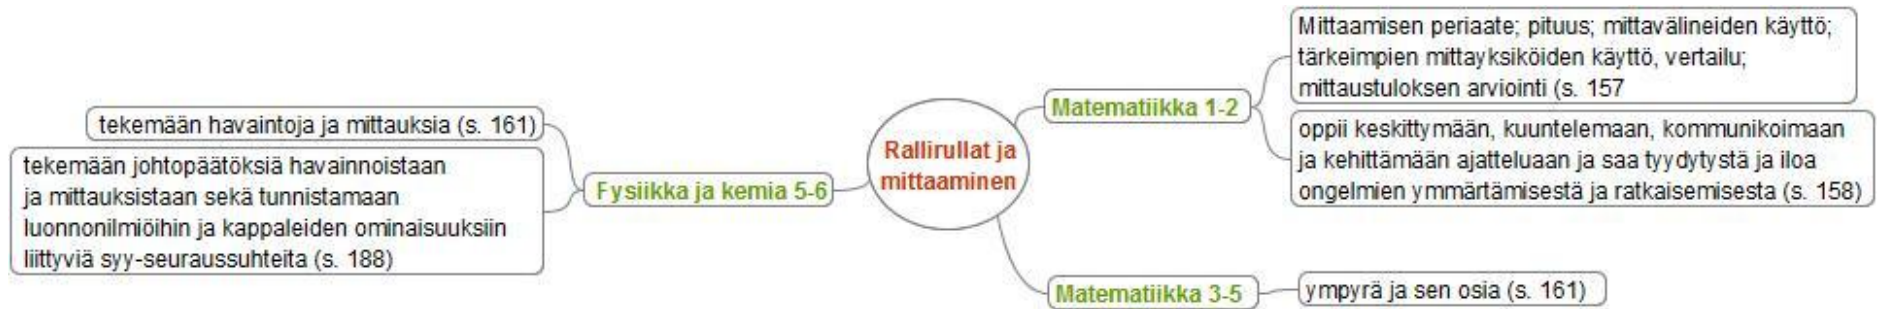 Rallirullat ja
mittaaminen
Matematiikka 1-2
Mittaamisen periaate; pituus; mittavälineiden käyttö;
tärkeimpien mittayksiköiden käyttö, vertailu;
mittaustuloksen arviointi (s. 157
oppii keskittymään, kuuntelemaan, kommunikoimaan
ja kehittämään ajatteluaan ja saa tyydytystä ja iloa
ongelmien ymmärtämisestä ja ratkaisemisesta (s. 158)
Matematiikka 3-5
ympyrä ja sen osia (s. 161)
Fysiikka ja kemia 5-6
tekemään havaintoja ja mittauksia (s. 161)
tekemään johtopäätöksiä havainnoistaan
ja mittauksistaan sekä tunnistamaan
luonnonilmiöihin ja kappaleiden ominaisuuksiin
liittyviä syy-seuraussuhteita (s. 188)